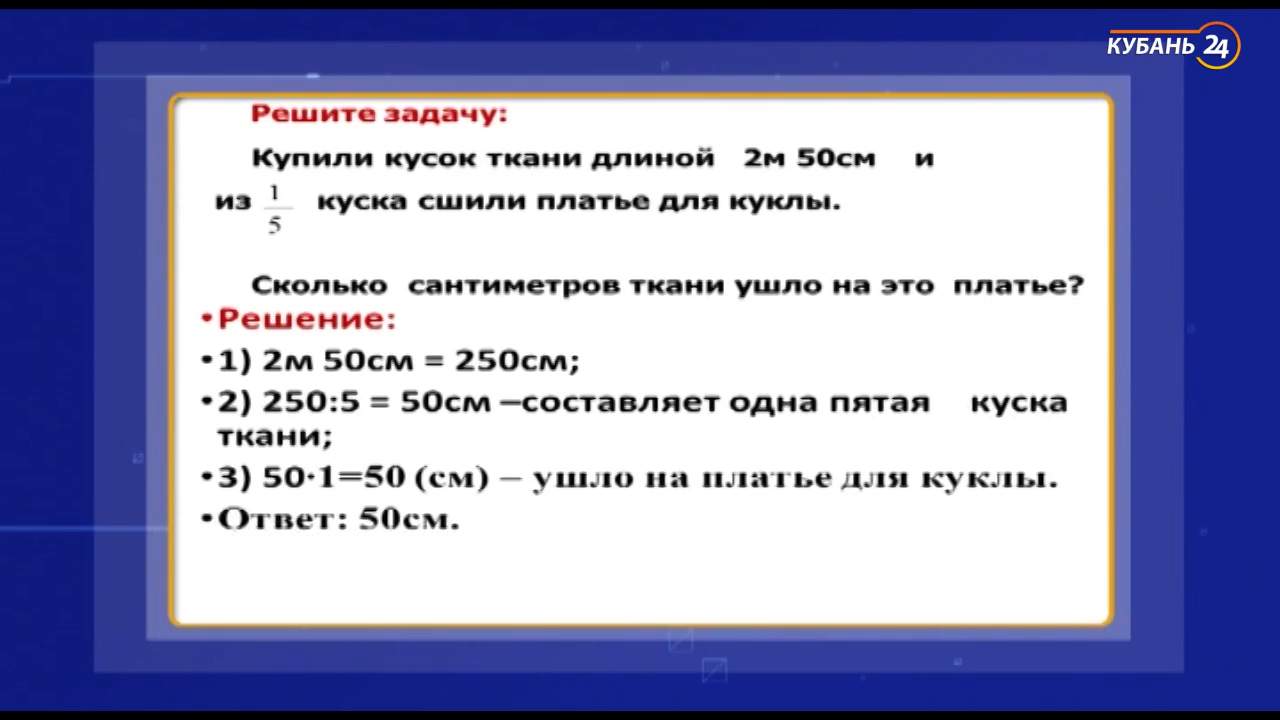 КУБАНЬ 24
Решите задачу:
Купили кусок ткани длиной 2м 50см и
из 1/5 куска сшили платье для куклы.
Сколько сантиметров ткани ушло на это платье?
•Решение:
•1) 2м 50см = 250см;
•2) 250:5 = 50см –составляет одна пятая куска
ткани;
•3) 50·1=50 (см) – ушло на платье для куклы.
•Ответ: 50см.